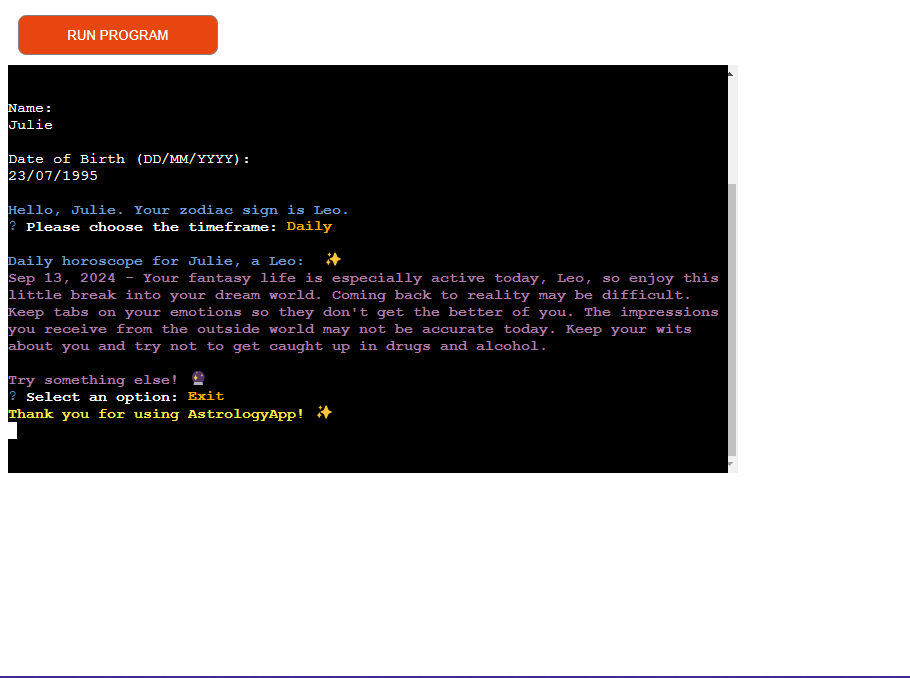 RUN PROGRAM
Name:
Julie
Date of Birth (DD/MM/YYYY):
23/07/1995
Hello, Julie. Your zodiac sign is Leo.
? Please choose the timeframe: Daily
Daily horoscope for Julie, a Leo: ✨
Sep 13, 2024 - Your fantasy life is especially active today, Leo, so enjoy this
little break into your dream world. Coming back to reality may be difficult.
Keep tabs on your emotions so they don't get the better of you. The impressions
you receive from the outside world may not be accurate today. Keep your wits
about you and try not to get caught up in drugs and alcohol.
Try something else! 🔮
? Select an option: Exit
Thank you for using AstrologyApp! ✨